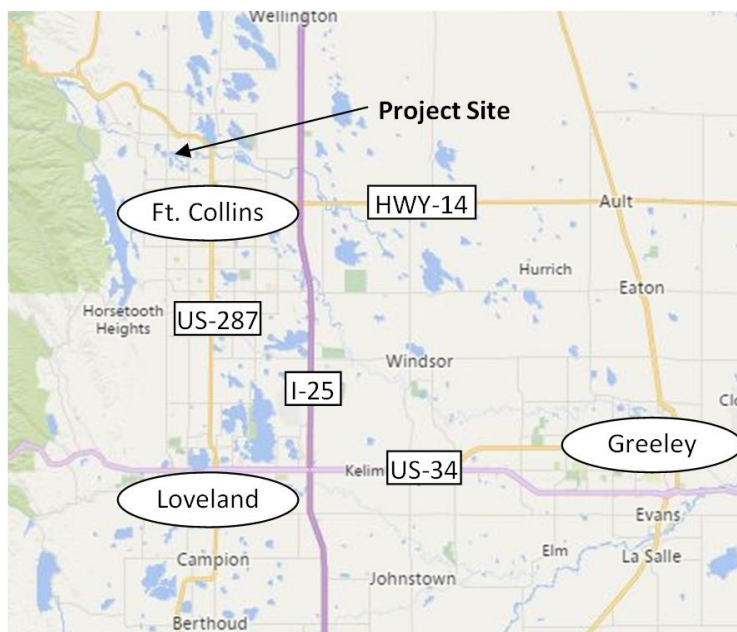 Wellington
Project Site
Ft. Collins
HWY-14
Ault
Hurrich
Horsetooth
Heights
US-287
Eaton
Windsor
I-25
Clo
Greeley
Kelim
US-34
Loveland
Evans
Campion
Elm
La Salle
Johnstown
Berthoud